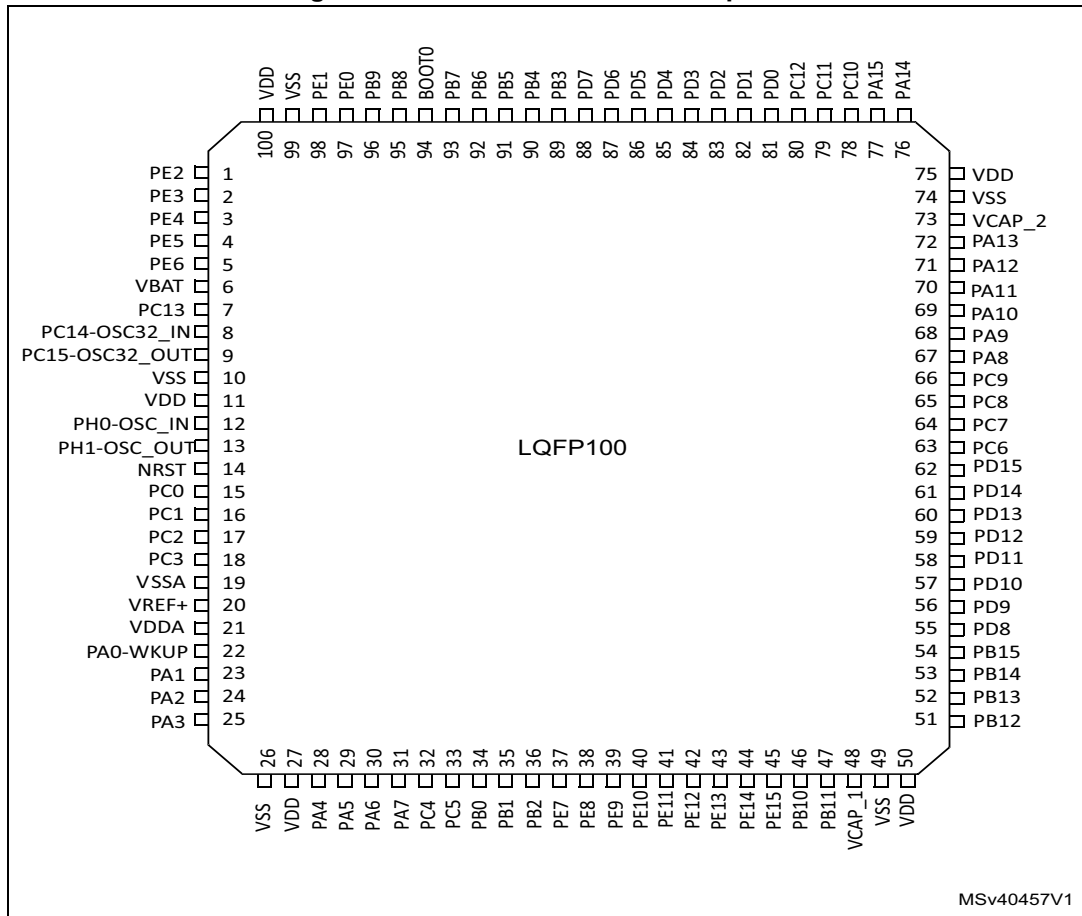 VDD
VSS
PE1
PE0
PB9
PB8
BOOT0
PB7
PB6
PB5
PB4
PB3
PD7
PD6
PD5
PD4
PD3
PD2
PD1
PD0
PC12
PC11
PC10
PA15
PA14
100
99
98
97
96
95
94
93
92
91
90
89
88
87
86
85
84
83
82
81
80
79
78
77
76
PE2 1
PE3 2
PE4 3
PE5 4
PE6 5
VBAT 6
PC13 7
PC14-OSC32_IN 8
PC15-OSC32_OUT 9
VSS 10
VDD 11
PH0-OSC_IN 12
PH1-OSC_OUT 13
NRST 14
PC0 15
PC1 16
PC2 17
PC3 18
VSSA 19
VREF+ 20
VDDA 21
PA0-WKUP 22
PA1 23
PA2 24
PA3 25
LQFP100
75 VDD
74 VSS
73 VCAP_2
72 PA13
71 PA12
70 PA11
69 PA10
68 PA9
67 PA8
66 PC9
65 PC8
64 PC7
63 PC6
62 PD15
61 PD14
60 PD13
59 PD12
58 PD11
57 PD10
56 PD9
55 PD8
54 PB15
53 PB14
52 PB13
51 PB12
26
27
28
29
30
31
32
33
34
35
36
37
38
39
40
41
42
43
44
45
46
47
48
49
50
VSS
VDD
PA4
PA5
PA6
PA7
PC4
PC5
PB0
PB1
PB2
PE7
PE8
PE9
PE10
PE11
PE12
PE13
PE14
PE15
PB10
PB11
VCAP_1
VSS
VDD
MSv40457V1